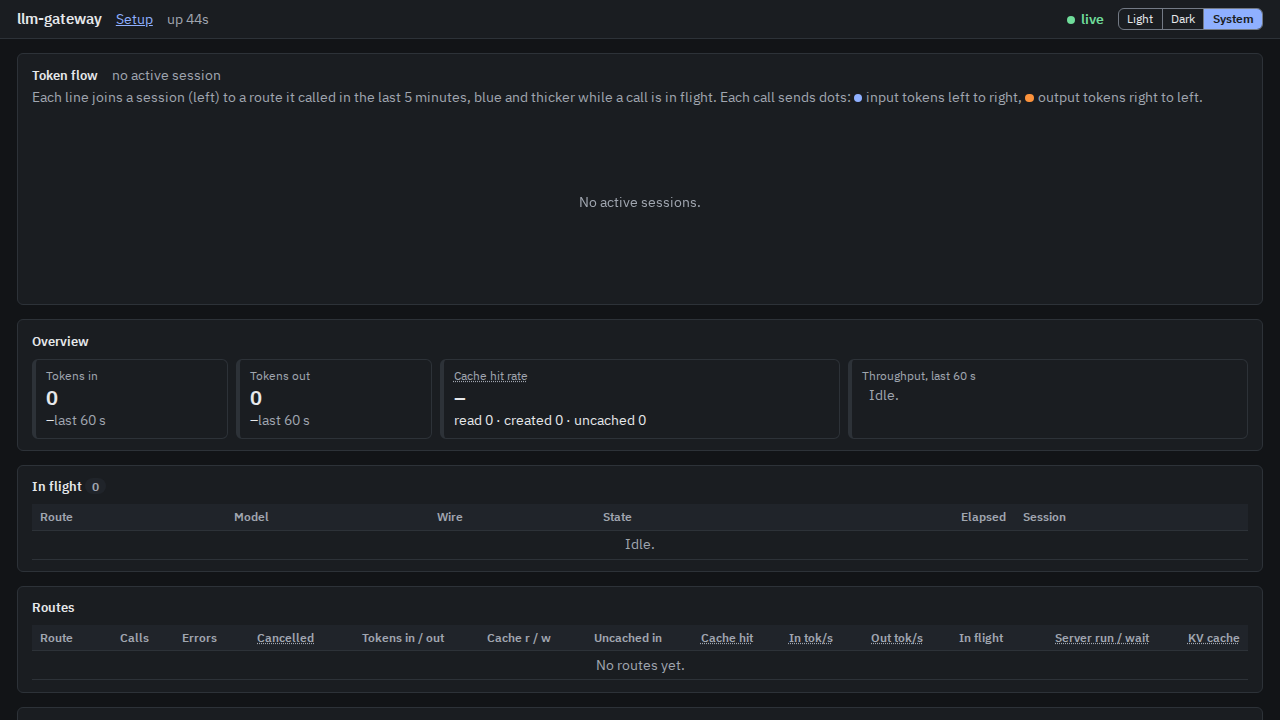 llm-gateway Setup up 44s live Light Dark System
Token flow no active session
Each line joins a session (left) to a route it called in the last 5 minutes, blue and thicker while a call is in flight. Each call sends dots: input tokens left to right, output tokens right to left.
No active sessions.
Overview
Tokens in
0
–last 60 s
Tokens out
0
–last 60 s
Cache hit rate
–
read 0 · created 0 · uncached 0
Throughput, last 60 s
Idle.
In flight 0
Route Model Wire State Elapsed Session
Idle.
Routes
Route Calls Errors Cancelled Tokens in / out Cache r / w Uncached in Cache hit In tok/s Out tok/s In flight Server run / wait KV cache
No routes yet.